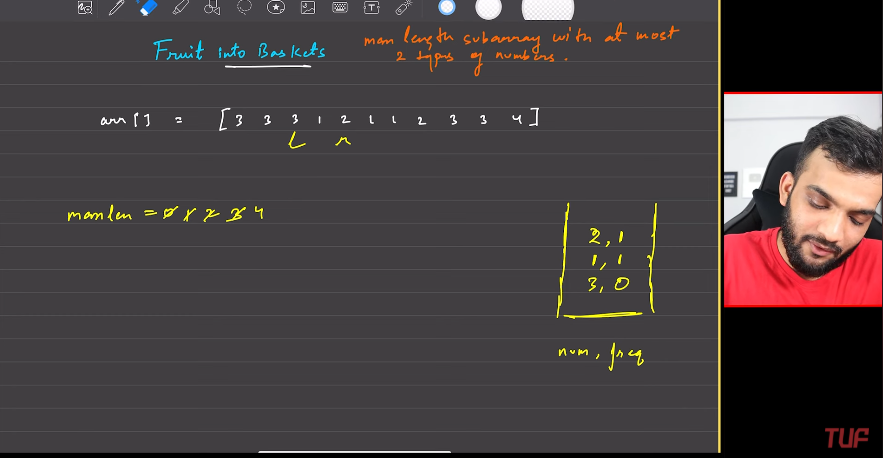 Fruit into Baskets
max length subarray with at most
2 types of numbers.
arr[] = [3 3 3 1 2 1 1 2 3 3 4]
l r
maxlen = 0 1 2 3 4
2, 1
1, 1
3, 0
num, freq
TUF